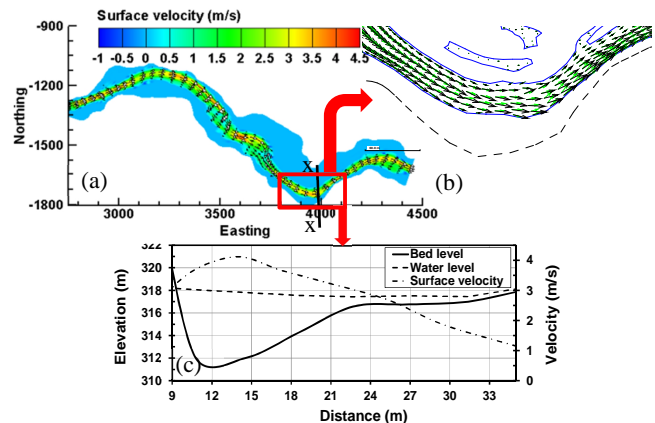 Surface velocity (m/s)
-1 -0.5 0 0.5 1 1.5 2 2.5 3 3.5 4 4.5
-900
-1200
-1500
-1800
Northing
3000 3500 4000 4500
Easting
X
X
(a)
(b)
322
320
318
316
314
312
310
Elevation (m)
Bed level
Water level
Surface velocity
4
3
2
1
0
Velocity (m/s)
(c)
9 12 15 18 21 24 27 30 33
Distance (m)